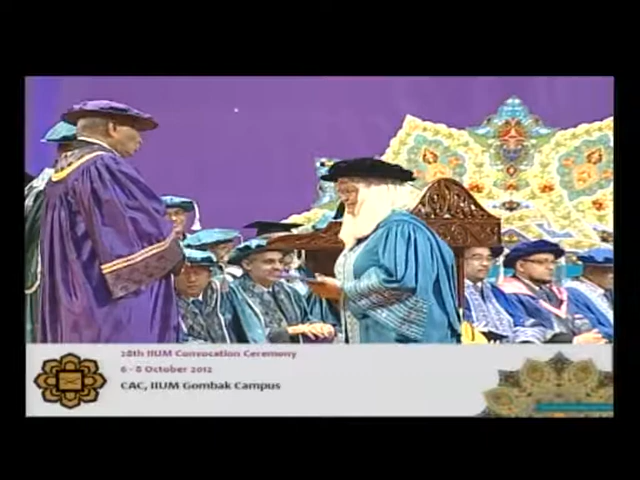 28th IIUM Convocation Ceremony
6 - 8 October 2012
CAC, IIUM Gombak Campus